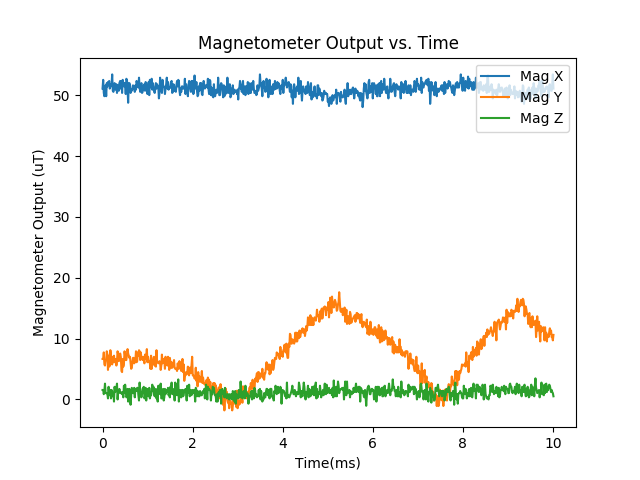 Magnetometer Output vs. Time
Mag X
Mag Y
Mag Z
Magnetometer Output (uT)
50
40
30
20
10
0
0 2 4 6 8 10
Time(ms)